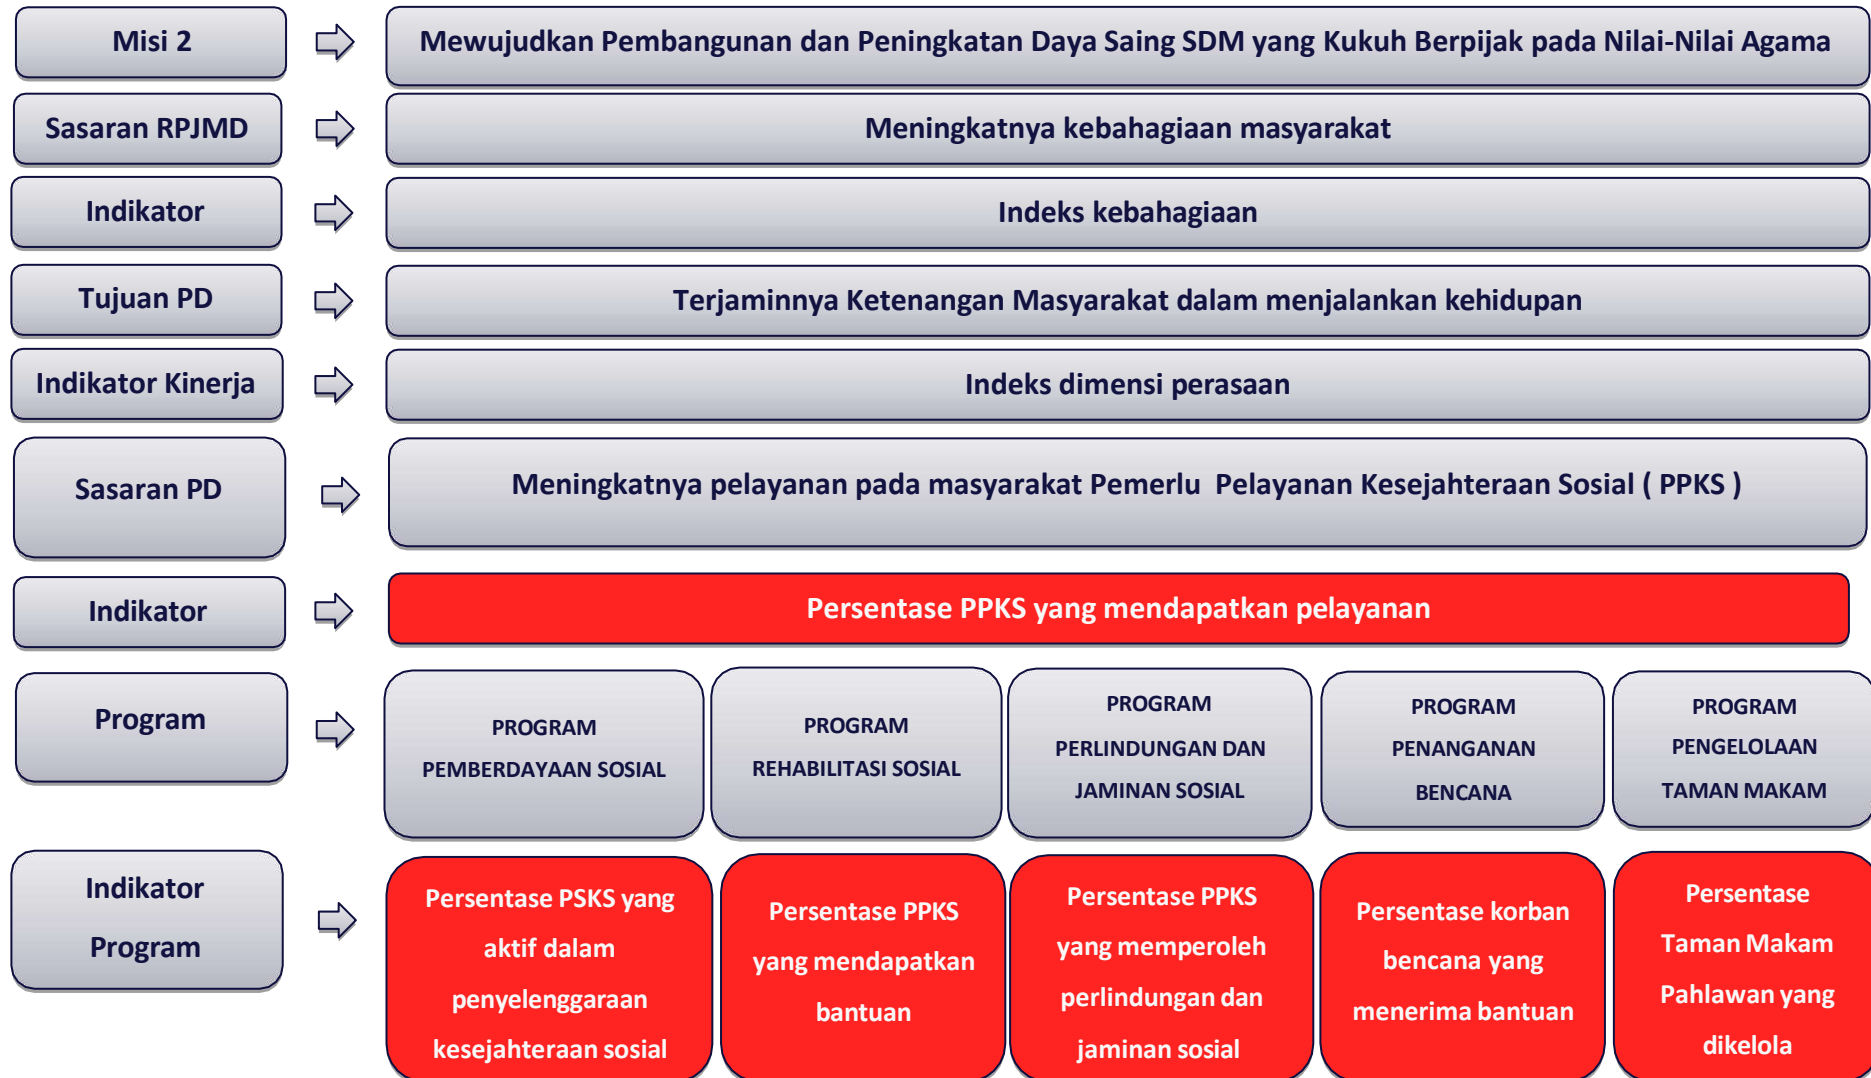 Misi 2
Mewujudkan Pembangunan dan Peningkatan Daya Saing SDM yang Kukuh Berpijak pada Nilai-Nilai Agama
Sasaran RPJMD
Meningkatnya kebahagiaan masyarakat
Indikator
Indeks kebahagiaan
Tujuan PD
Terjaminnya Ketenangan Masyarakat dalam menjalankan kehidupan
Indikator Kinerja
Indeks dimensi perasaan
Sasaran PD
Meningkatnya pelayanan pada masyarakat Pemerlu Pelayanan Kesejahteraan Sosial ( PPKS )
Indikator
Persentase PPKS yang mendapatkan pelayanan
Program
PROGRAM
PEMBERDAYAAN SOSIAL
PROGRAM
REHABILITASI SOSIAL
PROGRAM
PERLINDUNGAN DAN
JAMINAN SOSIAL
PROGRAM
PENANGANAN
BENCANA
PROGRAM
PENGELOLAAN
TAMAN MAKAM
Indikator
Program
Persentase PSKS yang
aktif dalam
penyelenggaraan
kesejahteraan sosial
Persentase PPKS
yang mendapatkan
bantuan
Persentase PPKS
yang memperoleh
perlindungan dan
jaminan sosial
Persentase korban
bencana yang
menerima bantuan
Persentase
Taman Makam
Pahlawan yang
dikelola